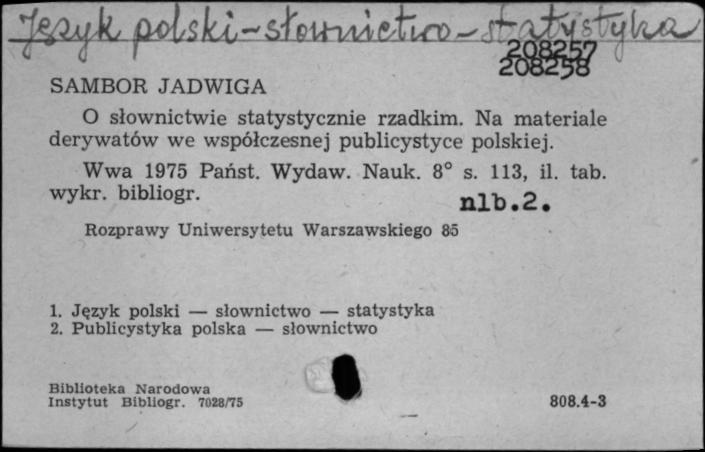 Język polski-słownictwo-statystyka
208257
208258
SAMBOR JADWIGA
O słownictwie statystycznie rzadkim. Na materiale
derywatów we współczesnej publicystyce polskiej.
Wwa 1975 Państ. Wydaw. Nauk. 8° s. 113, il. tab.
wykr. bibliogr. nlb.2.
Rozprawy Uniwersytetu Warszawskiego 85
1. Język polski — słownictwo — statystyka
2. Publicystyka polska — słownictwo
Biblioteka Narodowa
Instytut Bibliogr. 7028/75 808.4-3